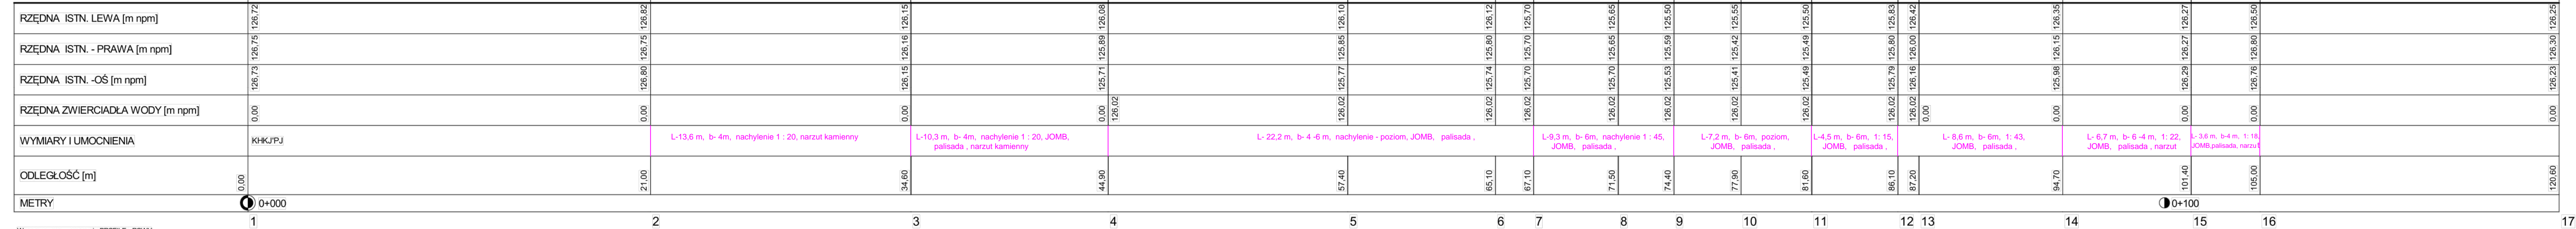 RZĘDNA ISTN. LEWA [m npm] 126,72 126,82 126,15 126,08 126,10 126,12 125,70 125,65 125,50 125,55 125,50 125,83 126,42 126,35 126,27 126,50 126,25
RZĘDNA ISTN. - PRAWA [m npm] 126,75 126,75 126,16 125,89 125,85 125,80 125,70 125,65 125,59 125,42 125,49 125,80 126,00 126,15 126,27 126,80 126,30
RZĘDNA ISTN. -OŚ [m npm] 126,73 126,80 126,15 125,71 125,77 125,74 125,70 125,70 125,53 125,41 125,49 125,79 126,16 125,98 126,29 126,76 126,23
RZĘDNA ZWIERCIADŁA WODY [m npm] 0,00 0,00 0,00 0,00 126,02 126,02 126,02 126,02 126,02 126,02 126,02 126,02 126,02 126,02 0,00 0,00 0,00 0,00 0,00
WYMIARY I UMOCNIENIA
KHKJ'PJ
L-13,6 m, b- 4m, nachylenie 1 : 20, narzut kamienny
L-10,3 m, b- 4m, nachylenie 1 : 20, JOMB,
palisada , narzut kamienny
L- 22,2 m, b- 4 -6 m, nachylenie - poziom, JOMB, palisada ,
L-9,3 m, b- 6m, nachylenie 1 : 45,
JOMB, palisada ,
L-7,2 m, b- 6m, poziom,
JOMB, palisada ,
L-4,5 m, b- 6m, 1: 15,
JOMB, palisada ,
L- 8,6 m, b- 6m, 1: 43,
JOMB, palisada ,
L- 6,7 m, b- 6 -4 m, 1: 22,
JOMB, palisada , narzut
L- 3,6 m, b-4 m, 1: 18,
JOMB,palisada, narzut
ODLEGŁOŚĆ [m] 0,00 21,00 34,60 44,90 57,40 65,10 67,10 71,50 74,40 77,90 81,60 86,10 87,20 94,70 101,40 105,00 120,60
METRY 0+000 0+100
1 2 3 4 5 6 7 8 9 10 11 12 13 14 15 16 17